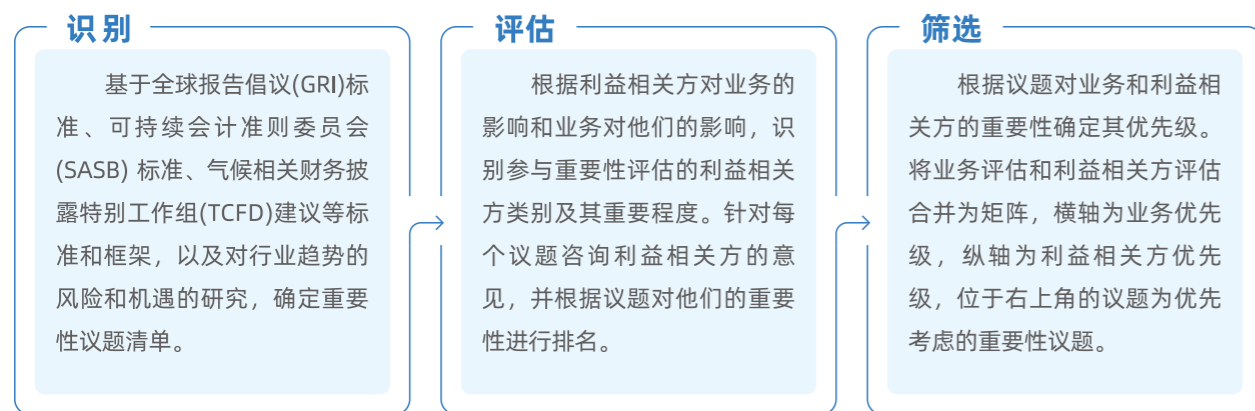 识别
基于全球报告倡议(GRI)标
准、可持续会计准则委员会
(SASB) 标准、气候相关财务披
露特别工作组(TCFD)建议等标
准和框架，以及对行业趋势的
风险和机遇的研究，确定重要
性议题清单。
评估
根据利益相关方对业务的
影响和业务对他们的影响，识
别参与重要性评估的利益相关
方类别及其重要程度。针对每
个议题咨询利益相关方的意
见，并根据议题对他们的重要
性进行排名。
筛选
根据议题对业务和利益相
关方的重要性确定其优先级。
将业务评估和利益相关方评估
合并为矩阵，横轴为业务优先
级，纵轴为利益相关方优先
级，位于右上角的议题为优先
考虑的重要性议题。